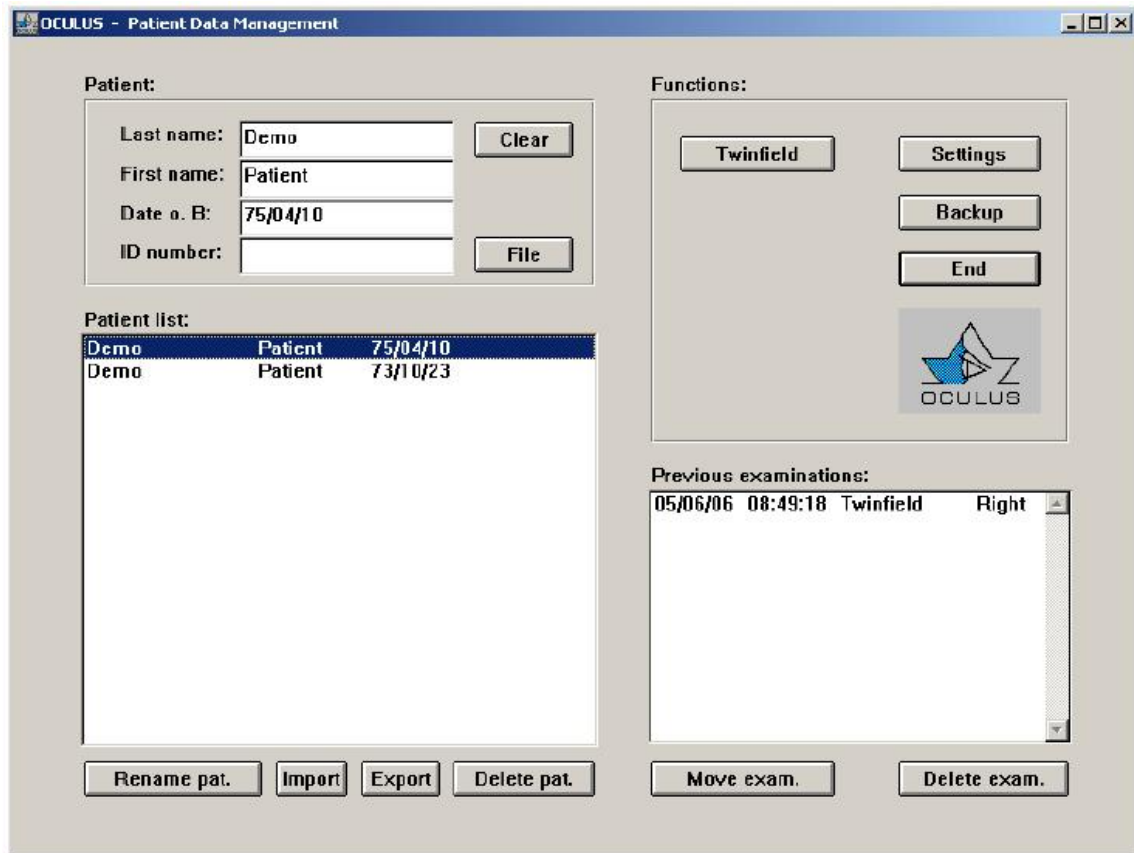 OCULUS - Patient Data Management
Patient:
Last name: Demo
Clear
First name: Patient
Date o. B: 75/04/10
ID number:
File
Patient list:
Demo Patient 75/04/10
Demo Patient 73/10/23
Rename pat. Import Export Delete pat.
Functions:
Twinfield Settings
Backup
End
OCULUS
Previous examinations:
05/06/06 08:49:18 Twinfield Right
Move exam. Delete exam.